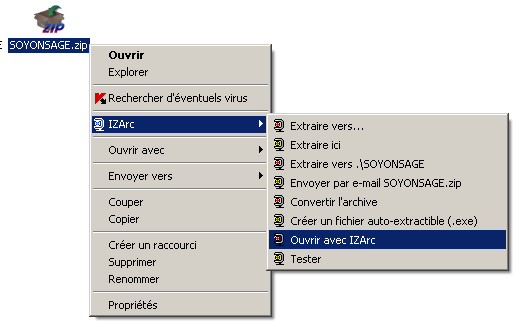 ZIP
E SOYONSAGE.zip
Ouvrir
Explorer
Rechercher d'éventuels virus
IZArc
Ouvrir avec
Envoyer vers
Couper
Copier
Créer un raccourci
Supprimer
Renommer
Propriétés
Extraire vers...
Extraire ici
Extraire vers .\SOYONSAGE
Envoyer par e-mail SOYONSAGE.zip
Convertir l'archive
Créer un fichier auto-extractible (.exe)
Ouvrir avec IZArc
Tester